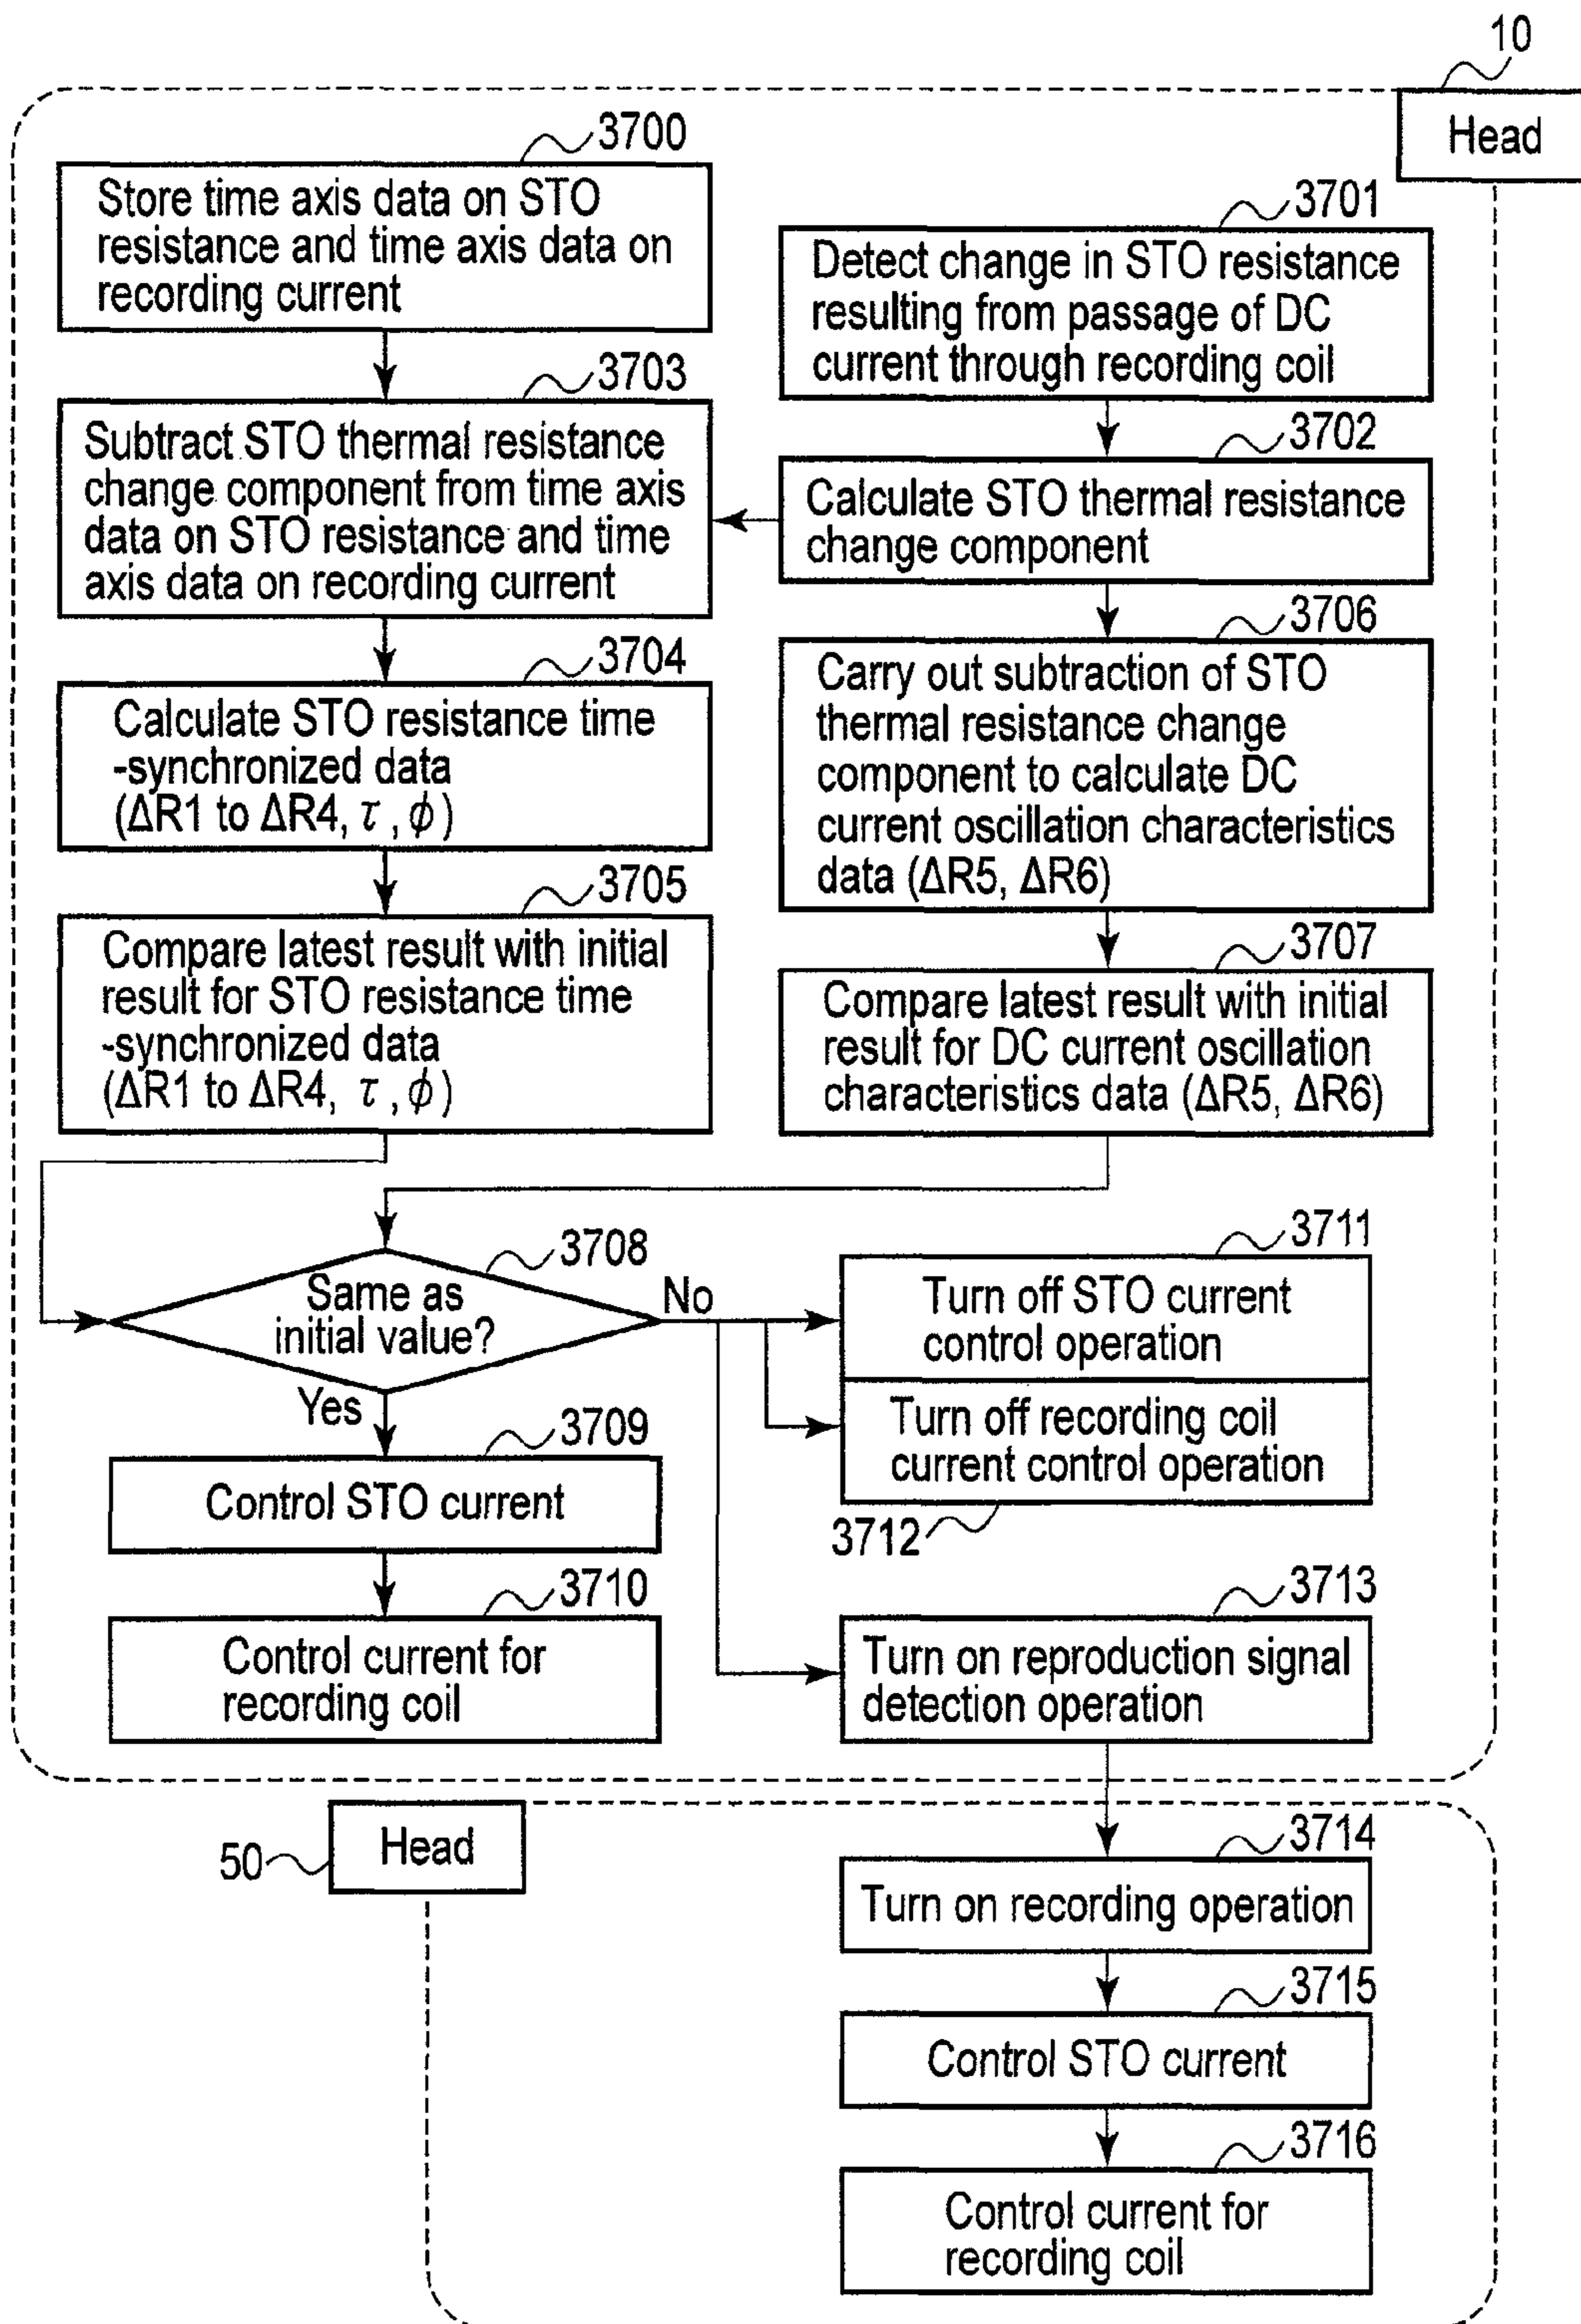 10
Head
3700
Store time axis data on STO
resistance and time axis data on
recording current
3701
Detect change in STO resistance
resulting from passage of DC
current through recording coil
3703
Subtract STO thermal resistance
change component from time axis
data on STO resistance and time
axis data on recording current
3702
Calculate STO thermal resistance
change component
3704
Calculate STO resistance time
-synchronized data
(ΔR1 to ΔR4, τ, φ)
3706
Carry out subtraction of STO
thermal resistance change
component to calculate DC
current oscillation characteristics
data (ΔR5, ΔR6)
3705
Compare latest result with initial
result for STO resistance time
-synchronized data
(ΔR1 to ΔR4, τ, φ)
3707
Compare latest result with initial
result for DC current oscillation
characteristics data (ΔR5, ΔR6)
3708
Same as
initial value?
No
Yes
3711
Turn off STO current
control operation
Turn off recording coil
current control operation
3712
3709
Control STO current
3710
Control current for
recording coil
3713
Turn on reproduction signal
detection operation
50
Head
3714
Turn on recording operation
3715
Control STO current
3716
Control current for
recording coil